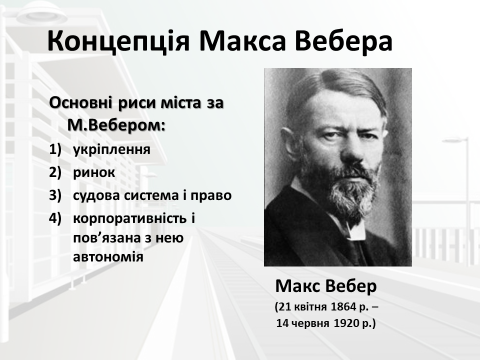 Концепція Макса Вебера
Основні риси міста за
М.Вебером:
1) укріплення
2) ринок
3) судова система і право
4) корпоративність і
пов’язана з нею
автономія
Макс Вебер
(21 квітня 1864 р. –
14 червня 1920 р.)